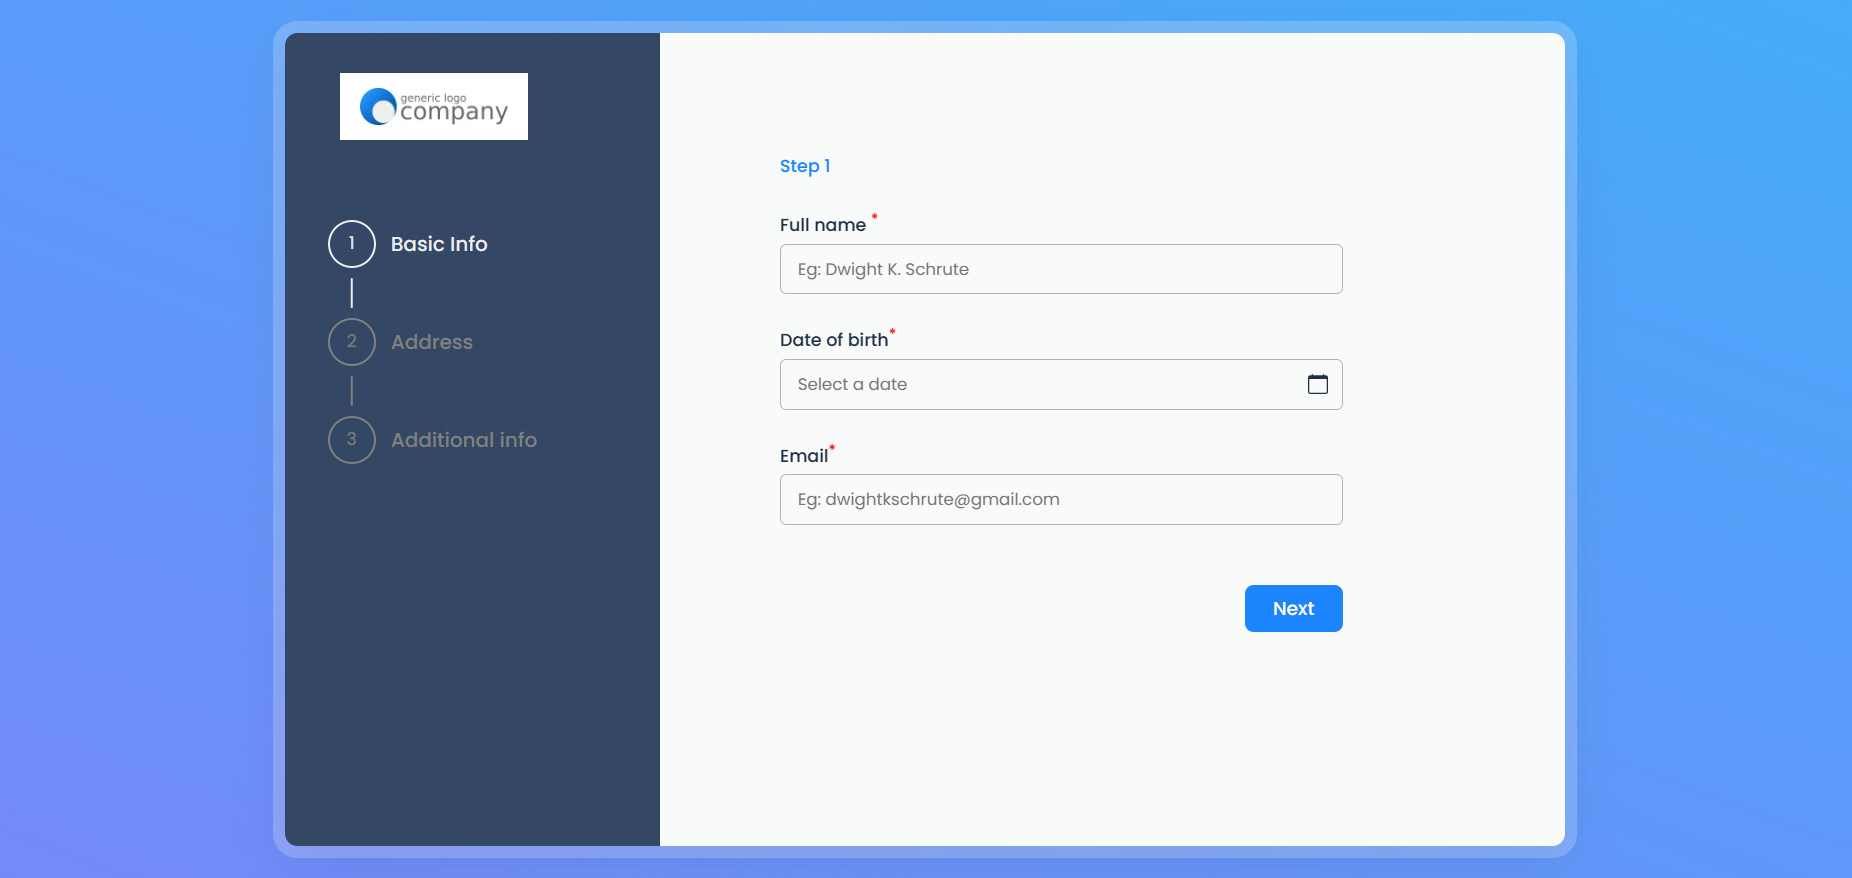 generic logo
company
1
Basic Info
2
Address
3
Additional info
Step 1
Full name *
Eg: Dwight K. Schrute
Date of birth*
Select a date
Email*
Eg: dwightkschrute@gmail.com
Next